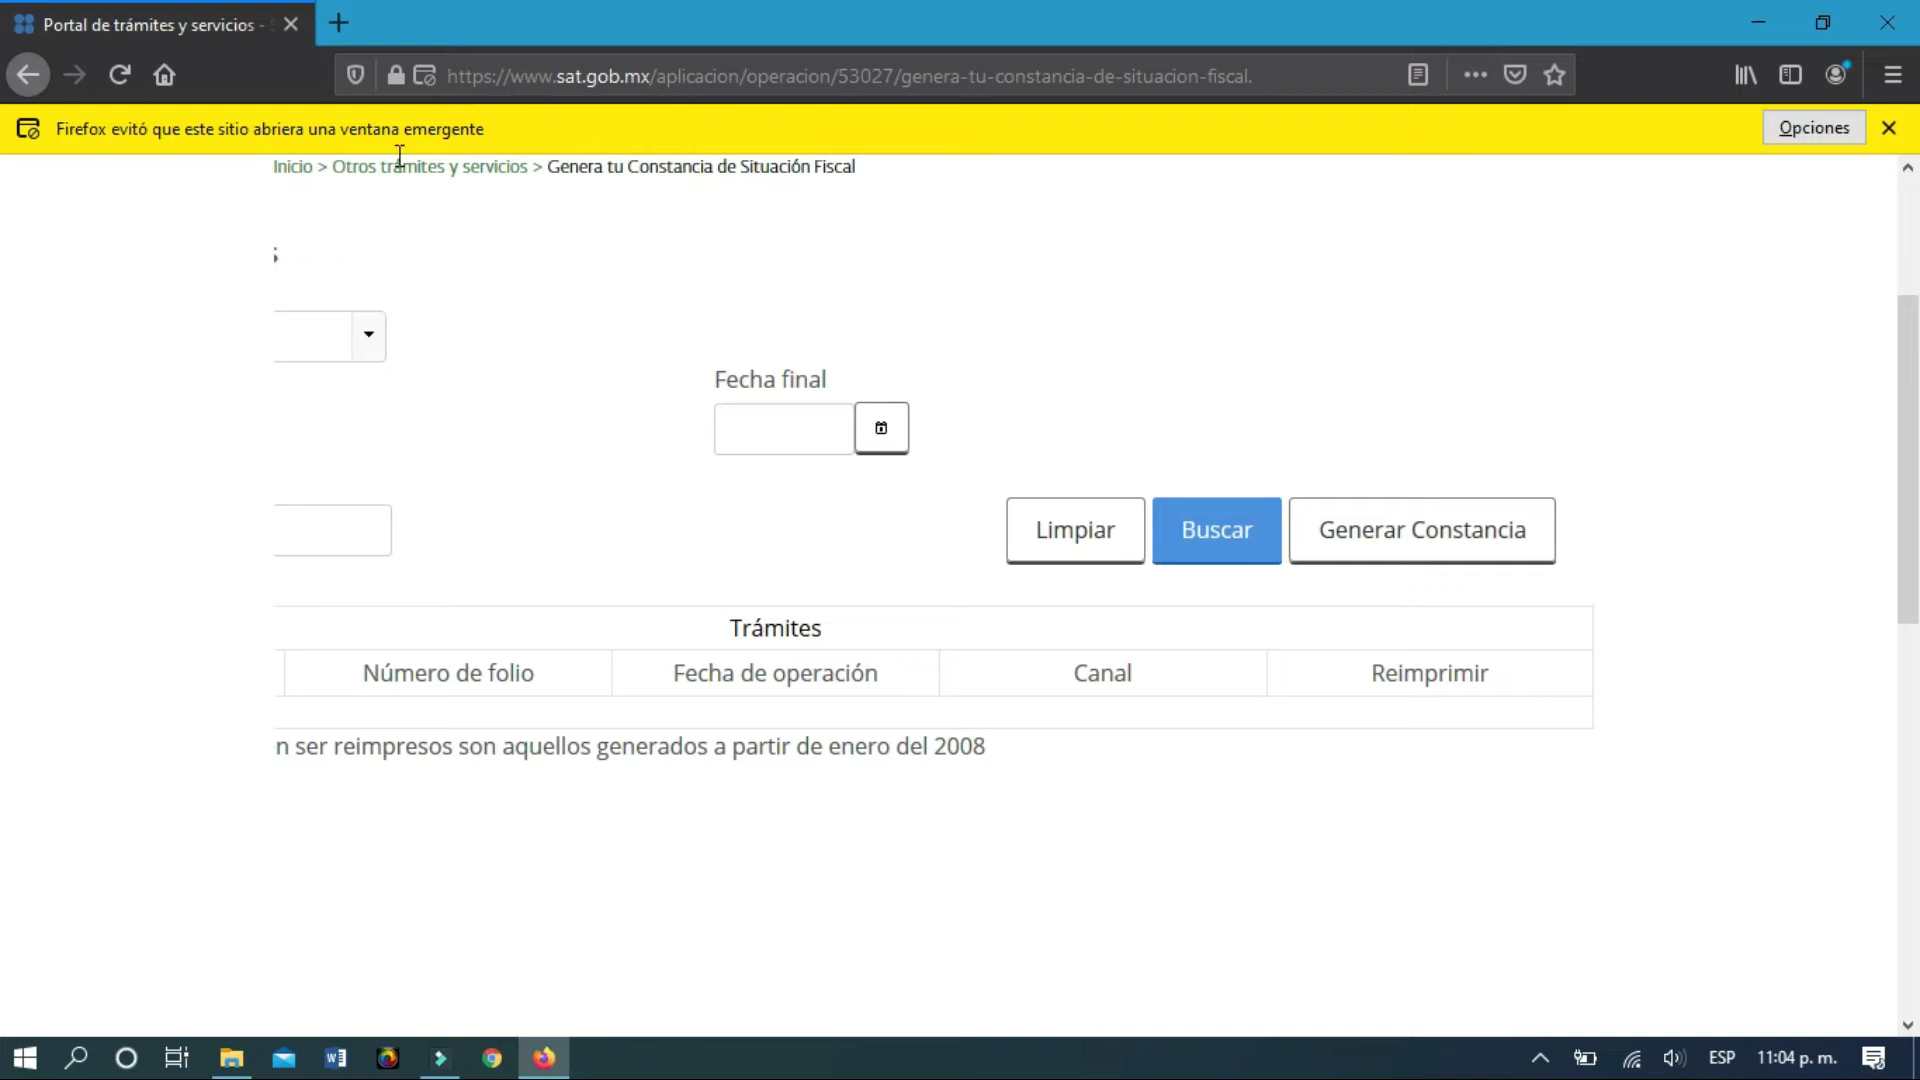 Portal de trámites y servicios -
https://www.sat.gob.mx/aplicacion/operacion/53027/genera-tu-constancia-de-situacion-fiscal.
Firefox evitó que este sitio abriera una ventana emergente
Opciones
Inicio > Otros trámites y servicios > Genera tu Constancia de Situación Fiscal
s
Fecha final
Limpiar
Buscar
Generar Constancia
Trámites
Número de folio
Fecha de operación
Canal
Reimprimir
n ser reimpresos son aquellos generados a partir de enero del 2008
ESP
11:04 p. m.